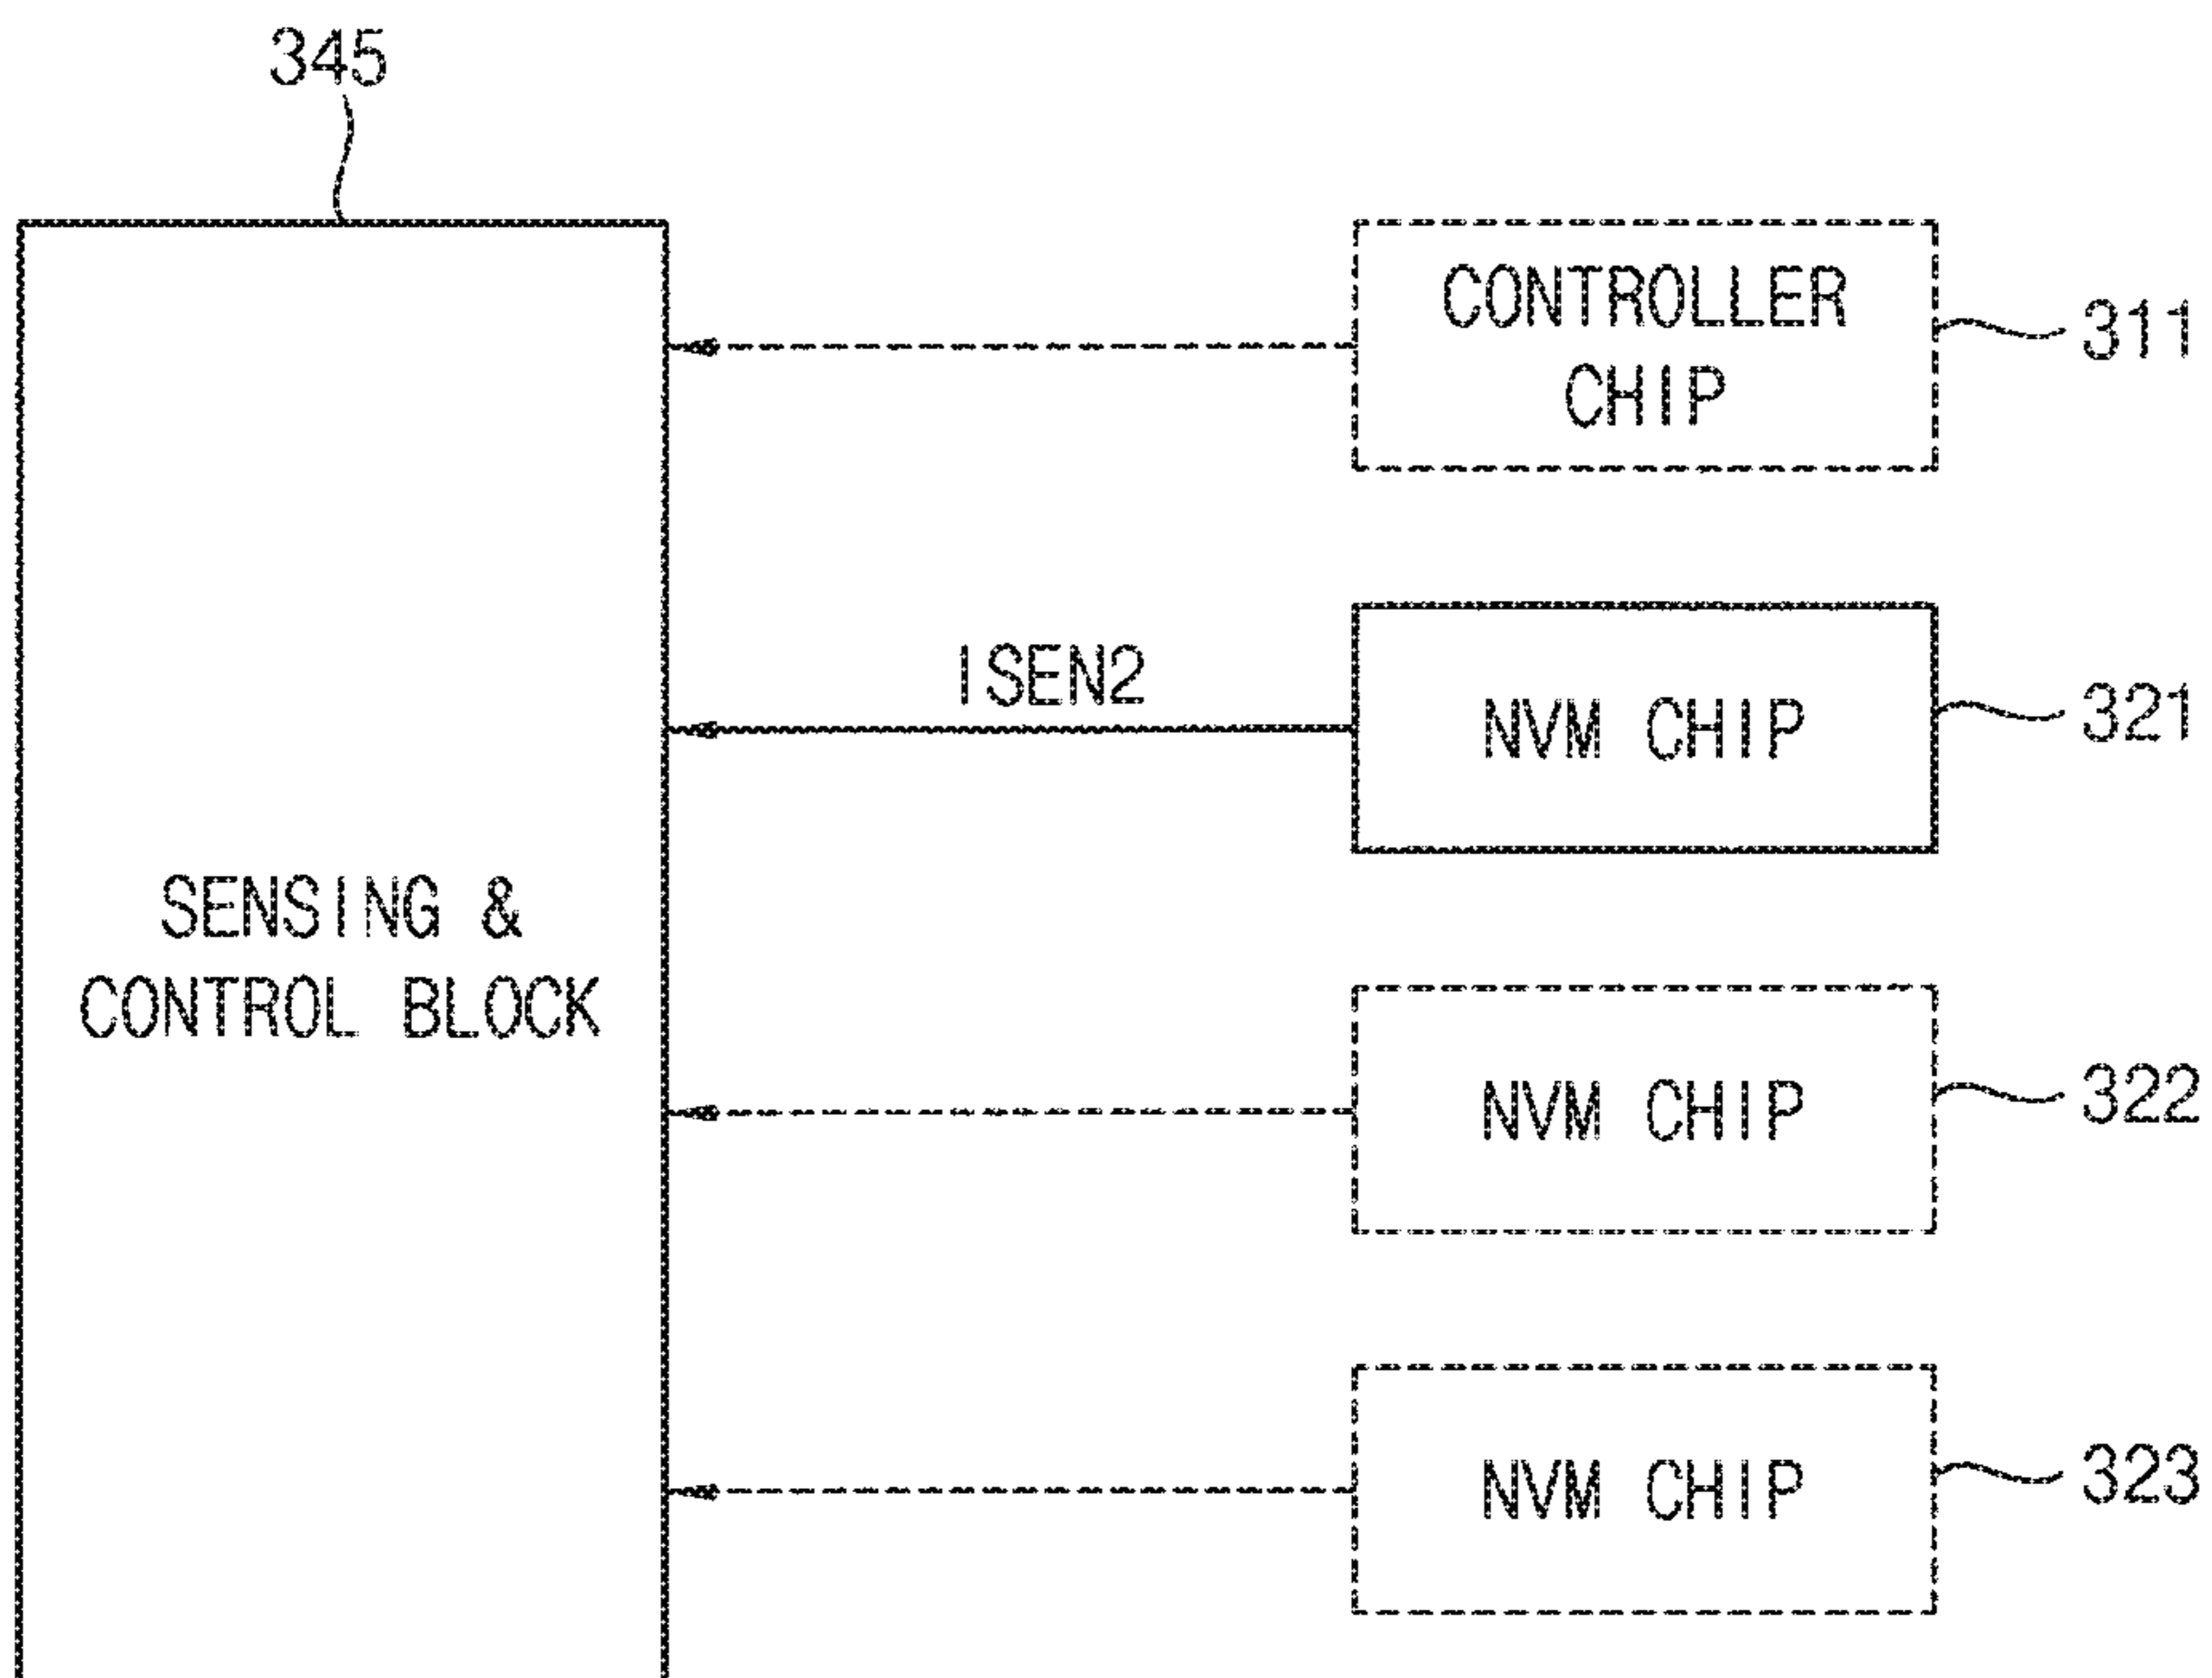 345
CONTROLLER
CHIP
311
ISEN2
NVM CHIP
321
SENSING &
CONTROL BLOCK
NVM CHIP
322
NVM CHIP
323